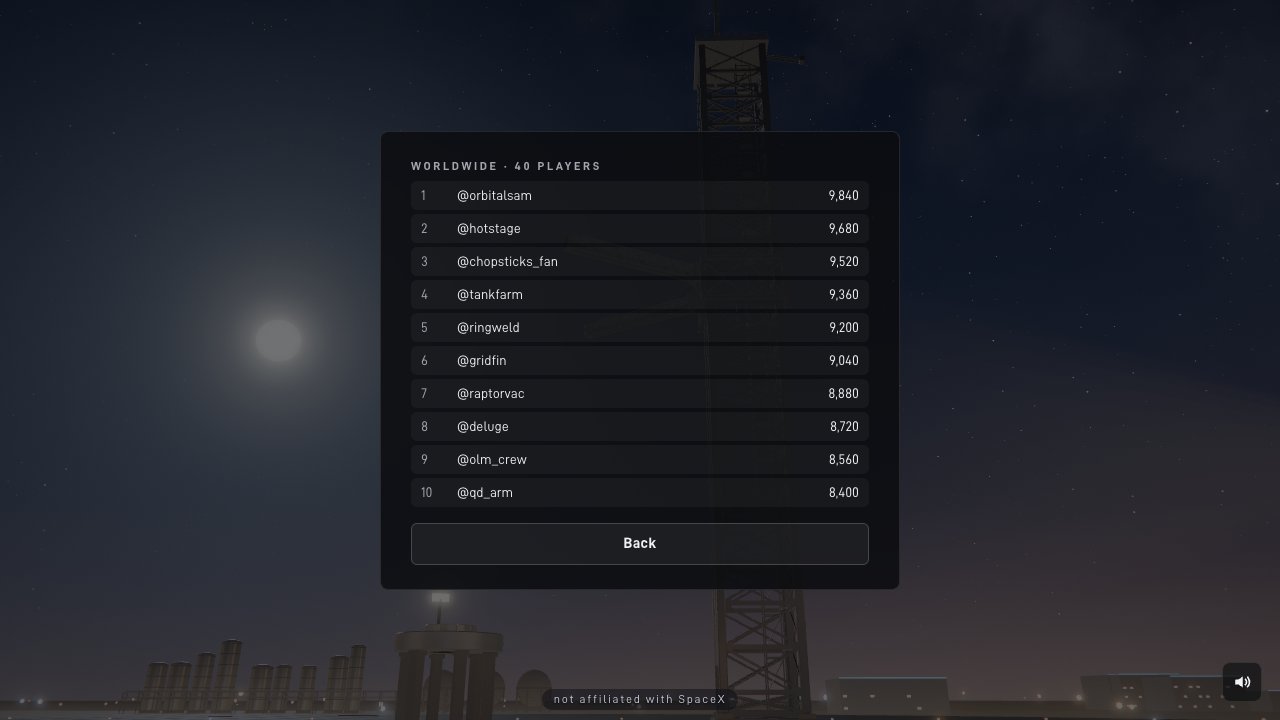 WORLDWIDE · 40 PLAYERS
1 @orbitalsam 9,840
2 @hotstage 9,680
3 @chopsticks_fan 9,520
4 @tankfarm 9,360
5 @ringweld 9,200
6 @gridfin 9,040
7 @raptorvac 8,880
8 @deluge 8,720
9 @olm_crew 8,560
10 @qd_arm 8,400
Back
not affiliated with SpaceX